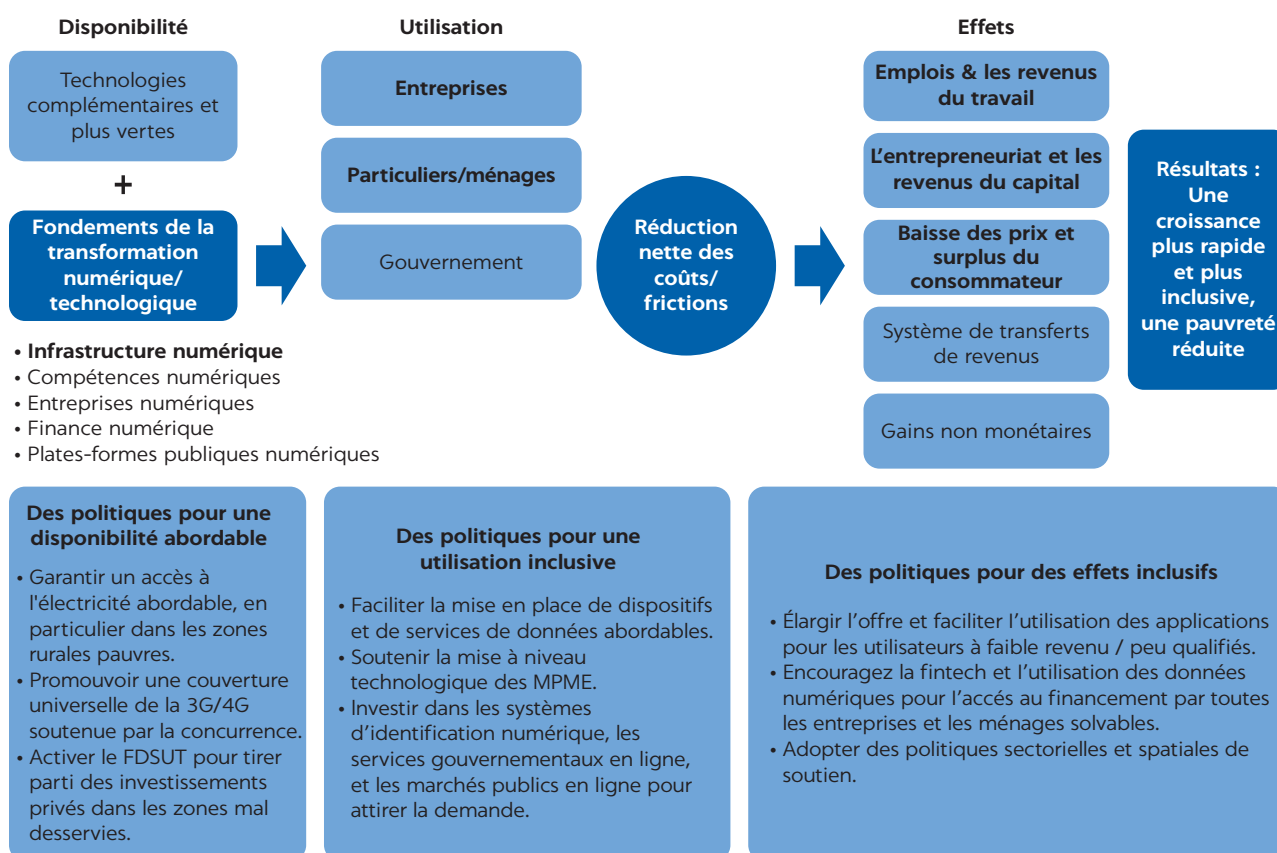 Disponibilité
Technologies
complémentaires et
plus vertes
+
Fondements de la
transformation
numérique/
technologique
• Infrastructure numérique
• Compétences numériques
• Entreprises numériques
• Finance numérique
• Plates-formes publiques numériques
Utilisation
Entreprises
Particuliers/ménages
Gouvernement
Réduction
nette des
coûts/
frictions
Effets
Emplois & les revenus
du travail
L’entrepreneuriat et les
revenus du capital
Baisse des prix et
surplus du
consommateur
Système de transferts
de revenus
Gains non monétaires
Résultats :
Une
croissance
plus rapide
et plus
inclusive,
une pauvreté
réduite
Des politiques pour une
disponibilité abordable
• Garantir un accès à
l'électricité abordable, en
particulier dans les zones
rurales pauvres.
• Promouvoir une couverture
universelle de la 3G/4G
soutenue par la concurrence.
• Activer le FDSUT pour tirer
parti des investissements
privés dans les zones mal
desservies.
Des politiques pour une
utilisation inclusive
• Faciliter la mise en place de dispositifs
et de services de données abordables.
• Soutenir la mise à niveau
technologique des MPME.
• Investir dans les systèmes
d’identification numérique, les
services gouvernementaux en ligne,
et les marchés publics en ligne pour
attirer la demande.
Des politiques pour des effets inclusifs
• Élargir l’offre et faciliter l’utilisation des applications
pour les utilisateurs à faible revenu / peu qualifiés.
• Encouragez la fintech et l’utilisation des données
numériques pour l’accés au financement par toutes
les entreprises et les ménages solvables.
• Adopter des politiques sectorielles et spatiales de
soutien.